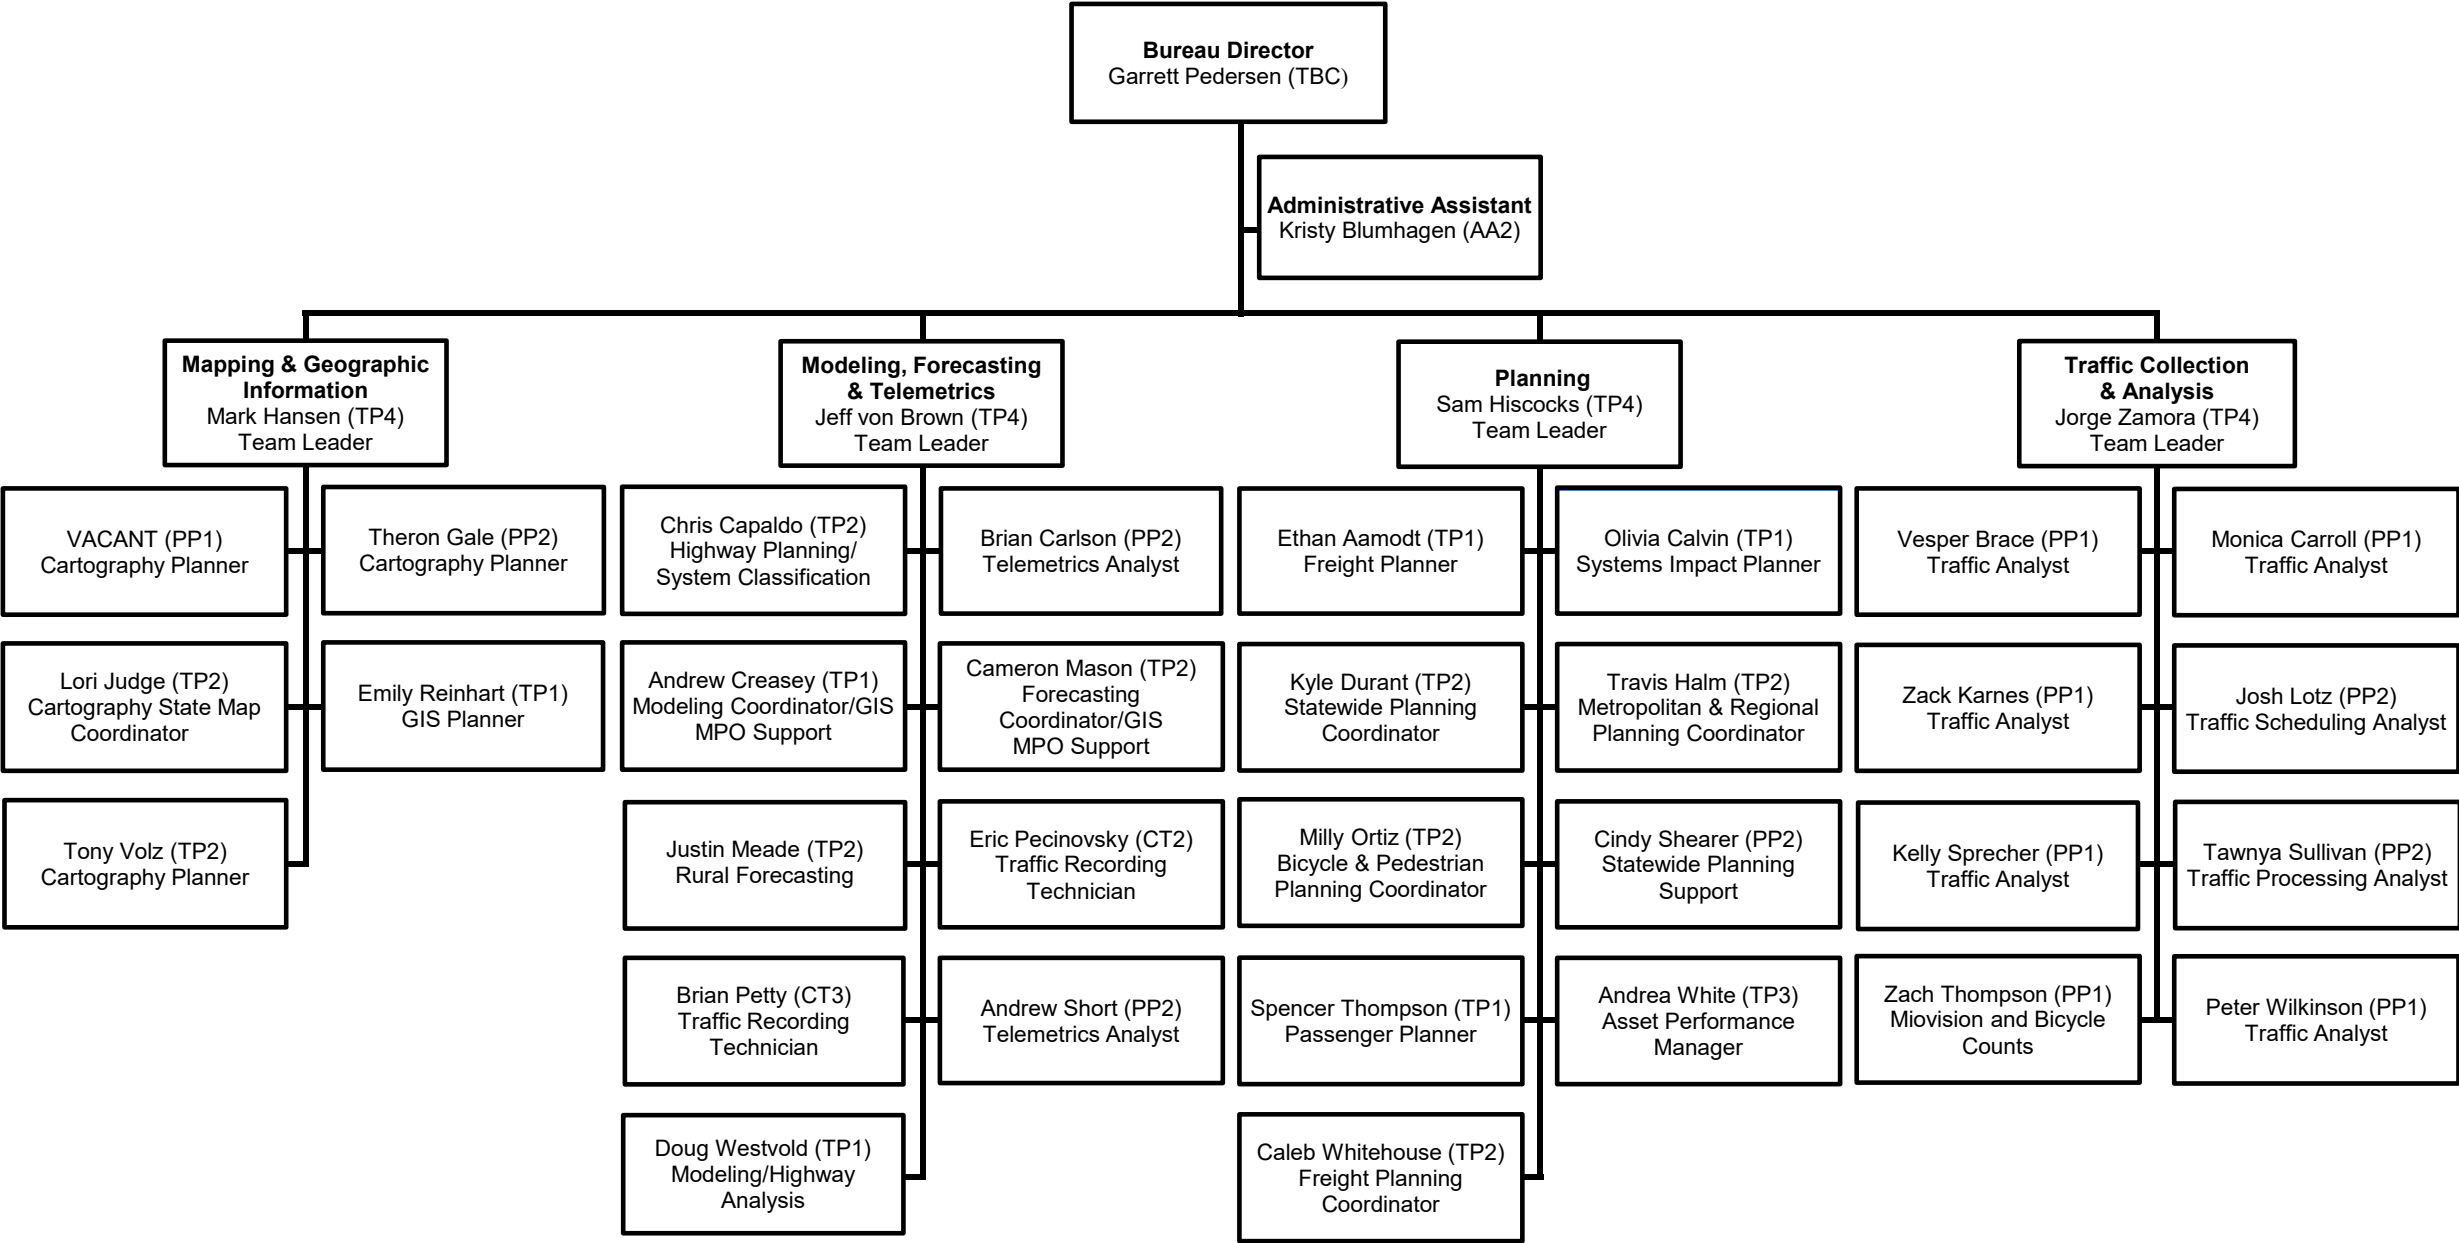 Bureau Director
Garrett Pedersen (TBC)
Administrative Assistant
Kristy Blumhagen (AA2)
Mapping & Geographic
Information
Mark Hansen (TP4)
Team Leader
VACANT (PP1)
Cartography Planner
Theron Gale (PP2)
Cartography Planner
Lori Judge (TP2)
Cartography State Map
Coordinator
Emily Reinhart (TP1)
GIS Planner
Tony Volz (TP2)
Cartography Planner
Modeling, Forecasting
& Telemetrics
Jeff von Brown (TP4)
Team Leader
Chris Capaldo (TP2)
Highway Planning/
System Classification
Brian Carlson (PP2)
Telemetrics Analyst
Andrew Creasey (TP1)
Modeling Coordinator/GIS
MPO Support
Cameron Mason (TP2)
Forecasting
Coordinator/GIS
MPO Support
Justin Meade (TP2)
Rural Forecasting
Eric Pecinovsky (CT2)
Traffic Recording
Technician
Brian Petty (CT3)
Traffic Recording
Technician
Andrew Short (PP2)
Telemetrics Analyst
Doug Westvold (TP1)
Modeling/Highway
Analysis
Planning
Sam Hiscocks (TP4)
Team Leader
Ethan Aamodt (TP1)
Freight Planner
Olivia Calvin (TP1)
Systems Impact Planner
Kyle Durant (TP2)
Statewide Planning
Coordinator
Travis Halm (TP2)
Metropolitan & Regional
Planning Coordinator
Milly Ortiz (TP2)
Bicycle & Pedestrian
Planning Coordinator
Cindy Shearer (PP2)
Statewide Planning
Support
Spencer Thompson (TP1)
Passenger Planner
Andrea White (TP3)
Asset Performance
Manager
Caleb Whitehouse (TP2)
Freight Planning
Coordinator
Traffic Collection
& Analysis
Jorge Zamora (TP4)
Team Leader
Vesper Brace (PP1)
Traffic Analyst
Monica Carroll (PP1)
Traffic Analyst
Zack Karnes (PP1)
Traffic Analyst
Josh Lotz (PP2)
Traffic Scheduling Analyst
Kelly Sprecher (PP1)
Traffic Analyst
Tawnya Sullivan (PP2)
Traffic Processing Analyst
Zach Thompson (PP1)
Miovision and Bicycle
Counts
Peter Wilkinson (PP1)
Traffic Analyst